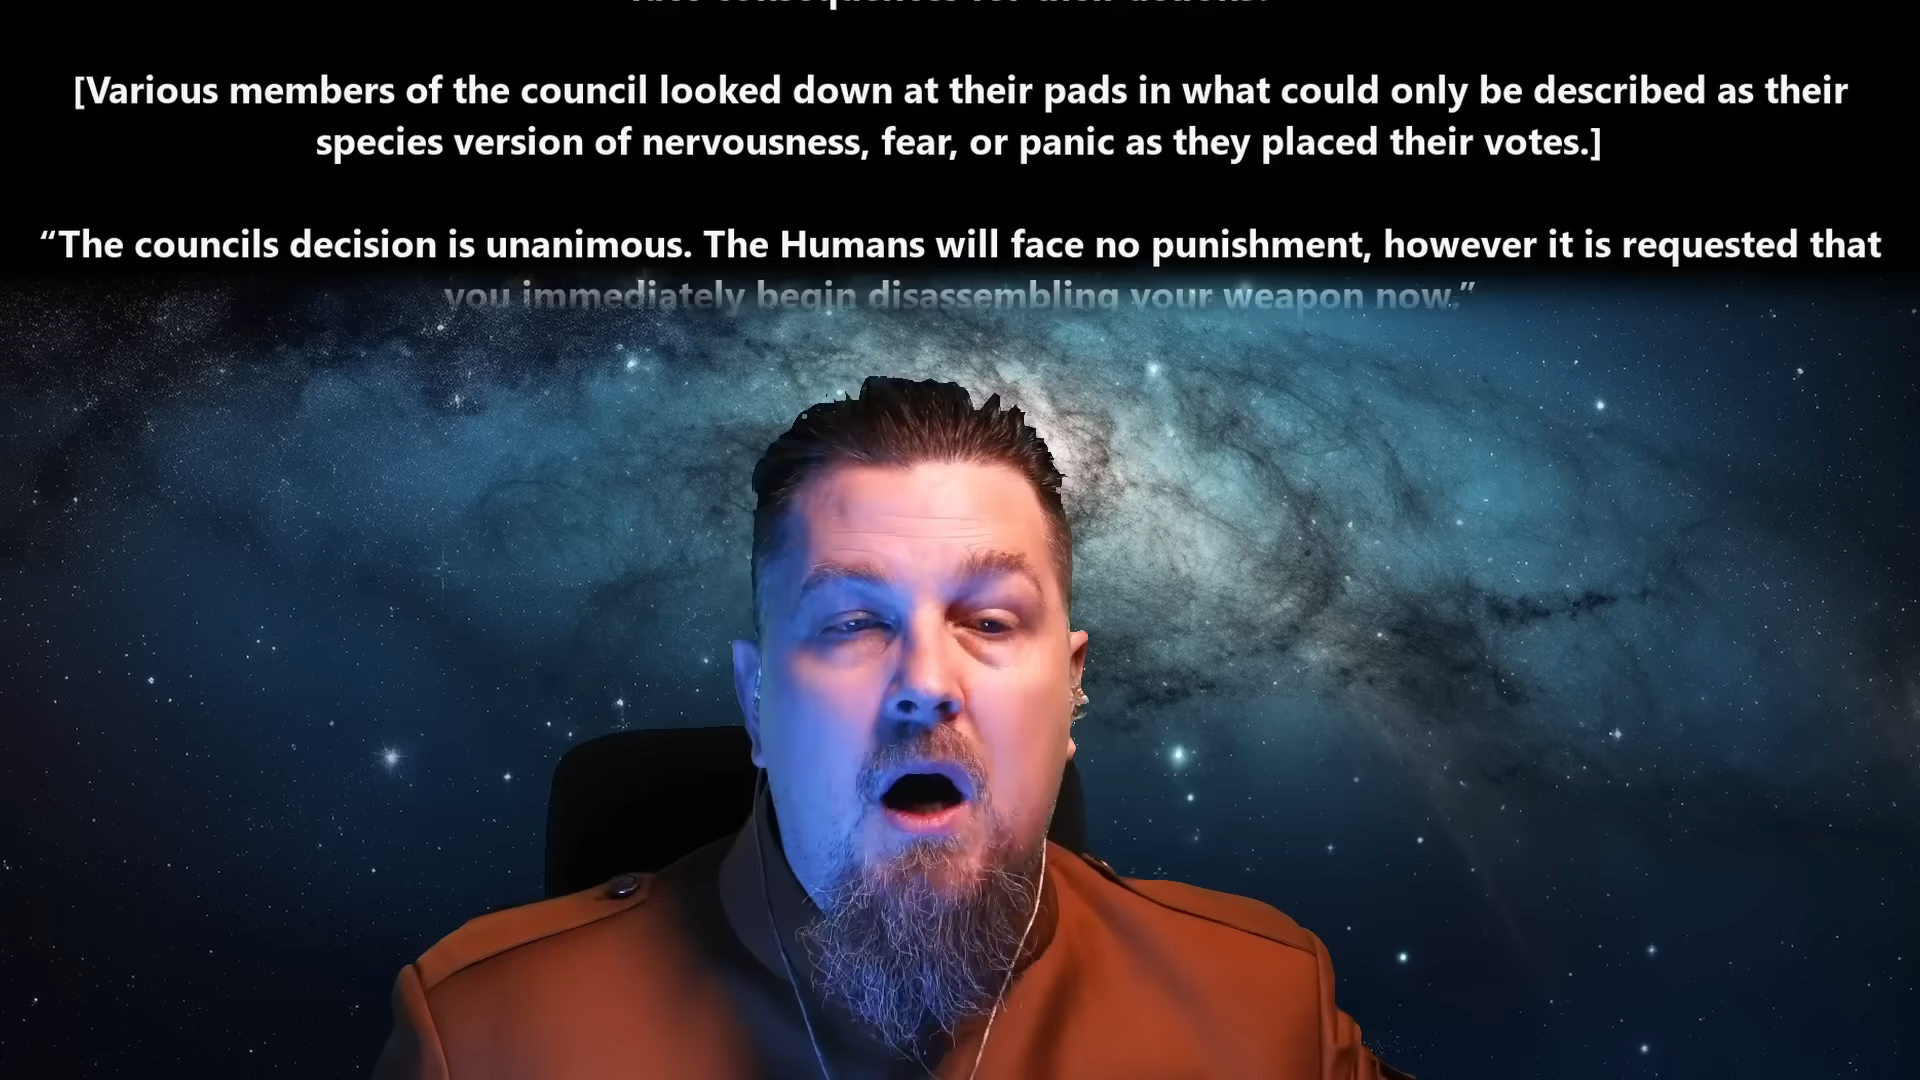 [Various members of the council looked down at their pads in what could only be described as their
species version of nervousness, fear, or panic as they placed their votes.]
“The councils decision is unanimous. The Humans will face no punishment, however it is requested that
you immediately begin disassembling your weapon now.”